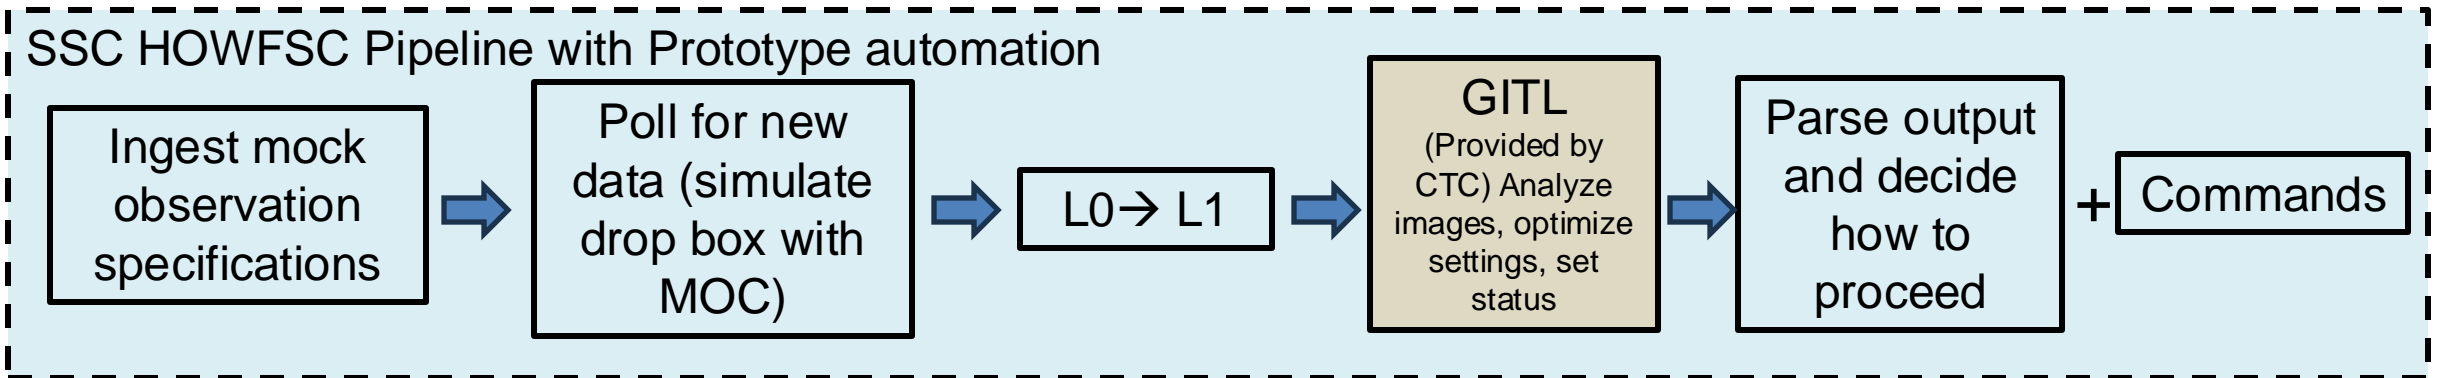 SSC HOWFSC Pipeline with Prototype automation
Ingest mock
observation
specifications
Poll for new
data (simulate
drop box with
MOC)
L0→ L1
GITL
(Provided by
CTC) Analyze
images, optimize
settings, set
status
Parse output
and decide
how to
proceed
+
Commands